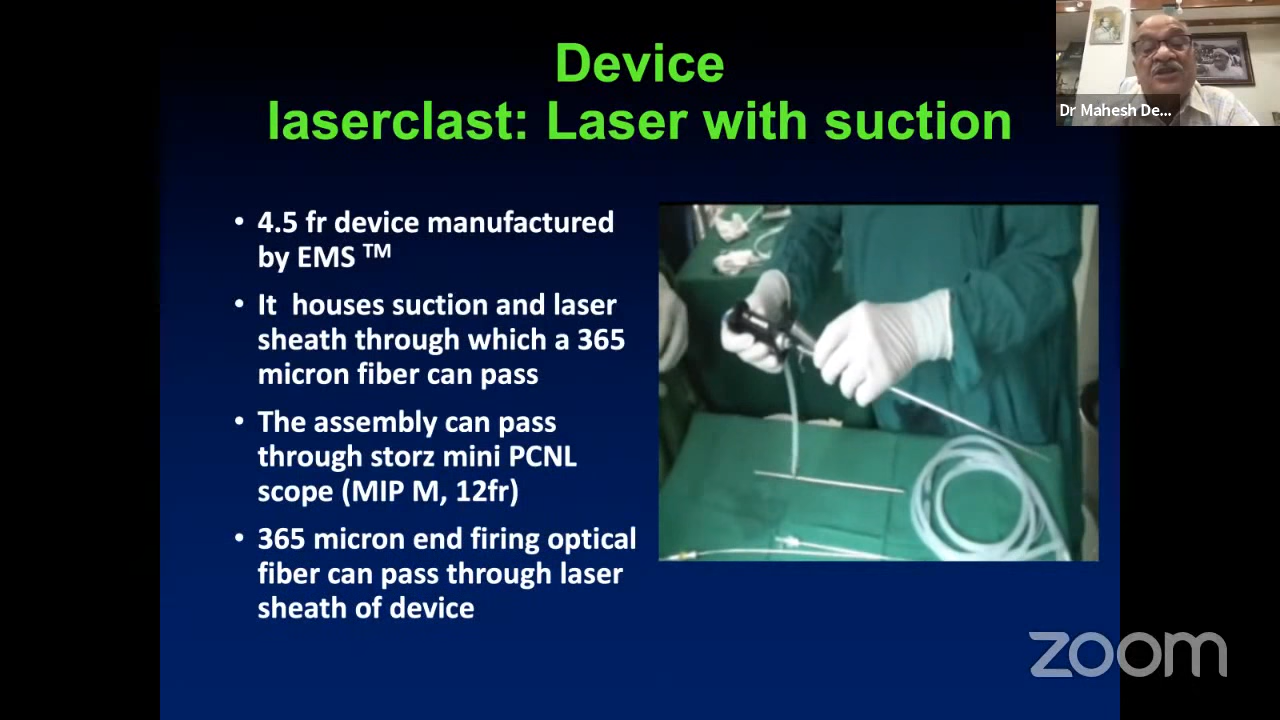 Device
laserclast: Laser with suction
Dr Mahesh De...
• 4.5 fr device manufactured
by EMS ™
• It houses suction and laser
sheath through which a 365
micron fiber can pass
• The assembly can pass
through storz mini PCNL
scope (MIP M, 12fr)
• 365 micron end firing optical
fiber can pass through laser
sheath of device
zoom